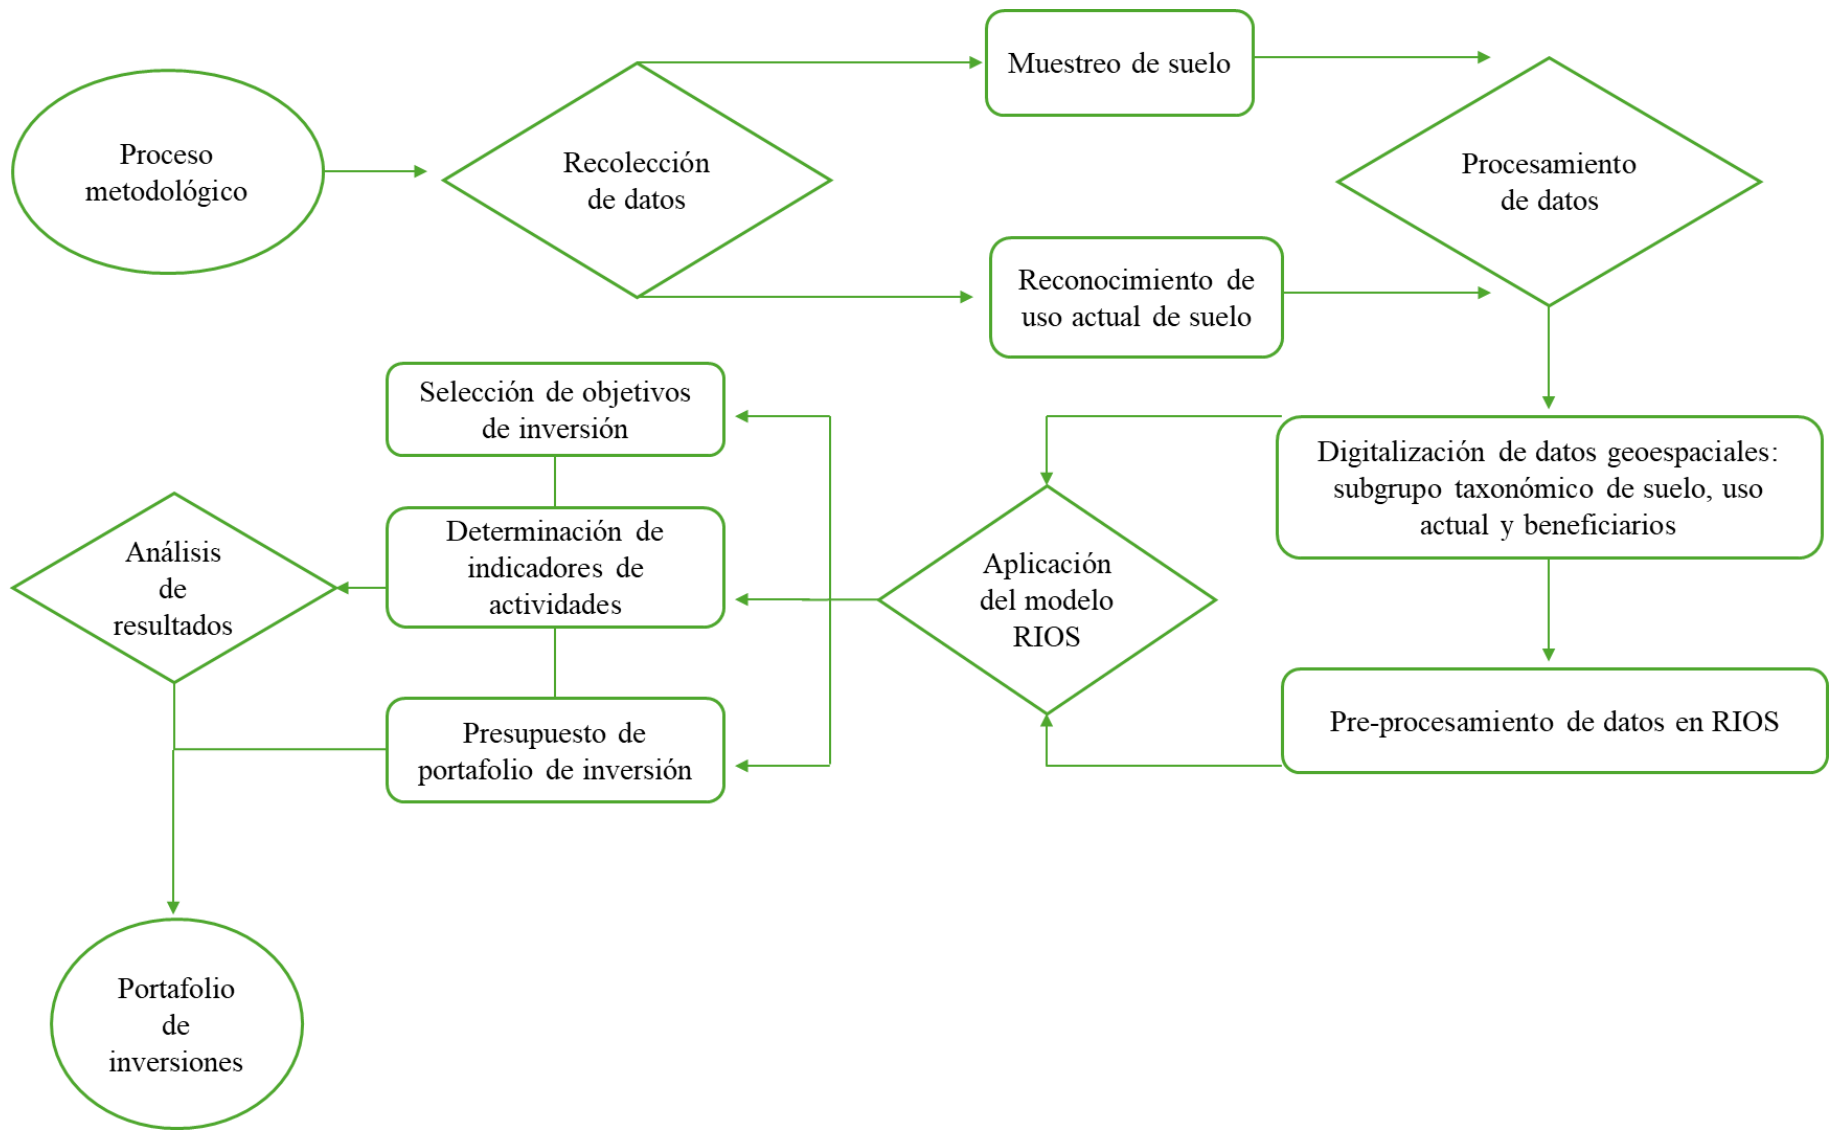 Proceso
metodológico
Recolección
de datos
Muestreo de suelo
Reconocimiento de
uso actual de suelo
Procesamiento
de datos
Digitalización de datos geoespaciales:
subgrupo taxonómico de suelo, uso
actual y beneficiarios
Pre-procesamiento de datos en RIOS
Aplicación
del modelo
RIOS
Selección de objetivos
de inversión
Determinación de
indicadores de
actividades
Presupuesto de
portafolio de inversión
Análisis
de
resultados
Portafolio
de
inversiones